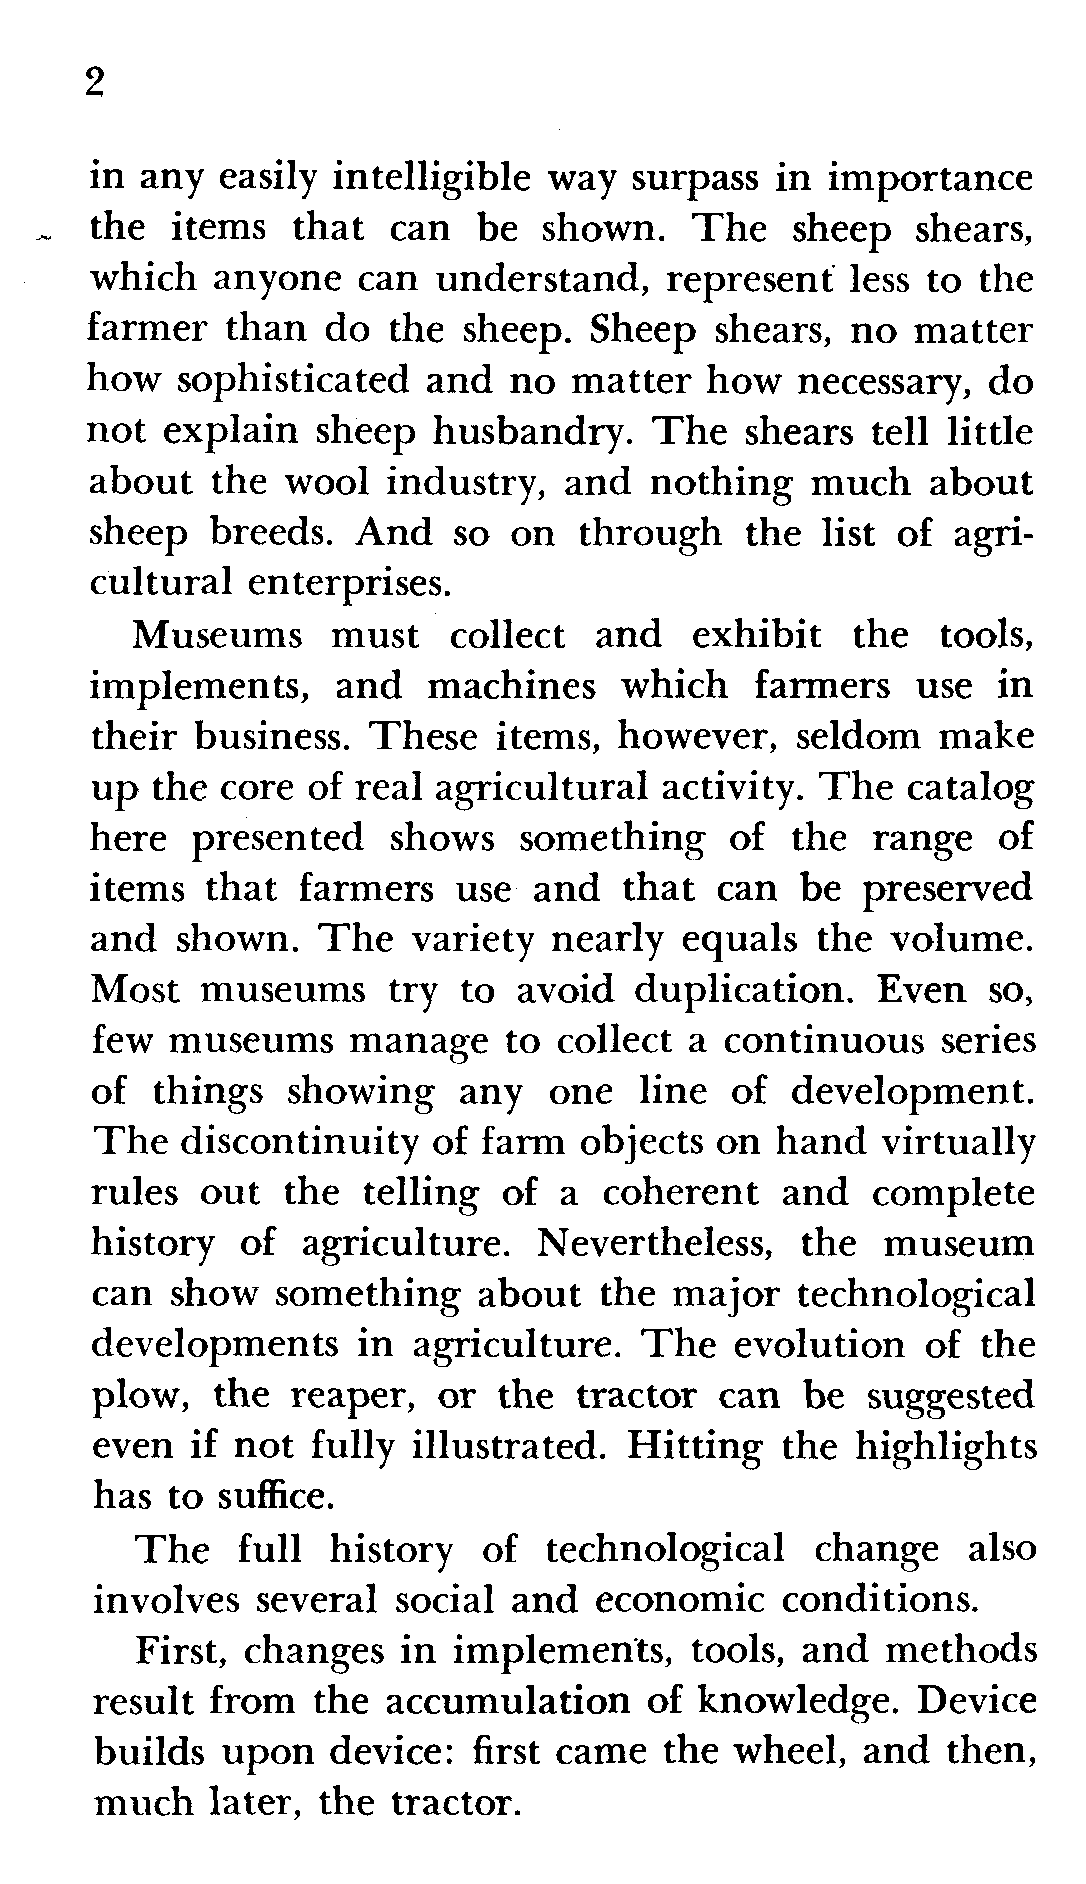 2
in any easily intelligible way surpass in importance
the items that can be shown. The sheep shears,
which anyone can understand, represent less to the
farmer than do the sheep. Sheep shears, no matter
how sophisticated and no matter how necessary, do
not explain sheep husbandry. The shears tell little
about the wool industry, and nothing much about
sheep breeds. And so on through the list of agri-
cultural enterprises.
Museums must collect and exhibit the tools,
implements, and machines which farmers use in
their business. These items, however, seldom make
up the core of real agricultural activity. The catalog
here presented shows something of the range of
items that farmers use and that can be preserved
and shown. The variety nearly equals the volume.
Most museums try to avoid duplication. Even so,
few museums manage to collect a continuous series
of things showing any one line of development.
The discontinuity of farm objects on hand virtually
rules out the telling of a coherent and complete
history of agriculture. Nevertheless, the museum
can show something about the major technological
developments in agriculture. The evolution of the
plow, the reaper, or the tractor can be suggested
even if not fully illustrated. Hitting the highlights
has to suffice.
The full history of technological change also
involves several social and economic conditions.
First, changes in implements, tools, and methods
result from the accumulation of knowledge. Device
builds upon device: first came the wheel, and then,
much later, the tractor.